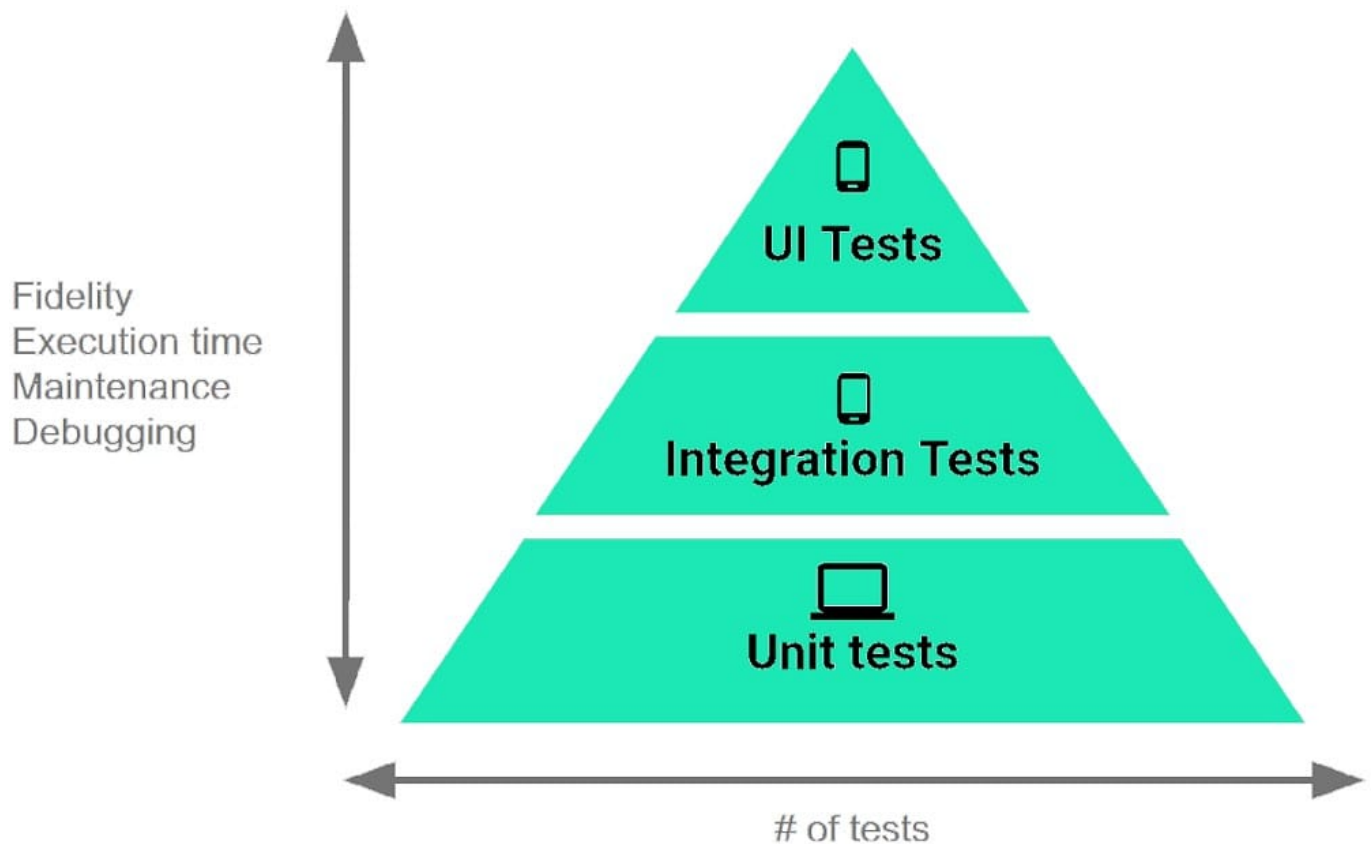 UI Tests
Fidelity
Execution time
Maintenance
Debugging
Integration Tests
Unit tests
# of tests